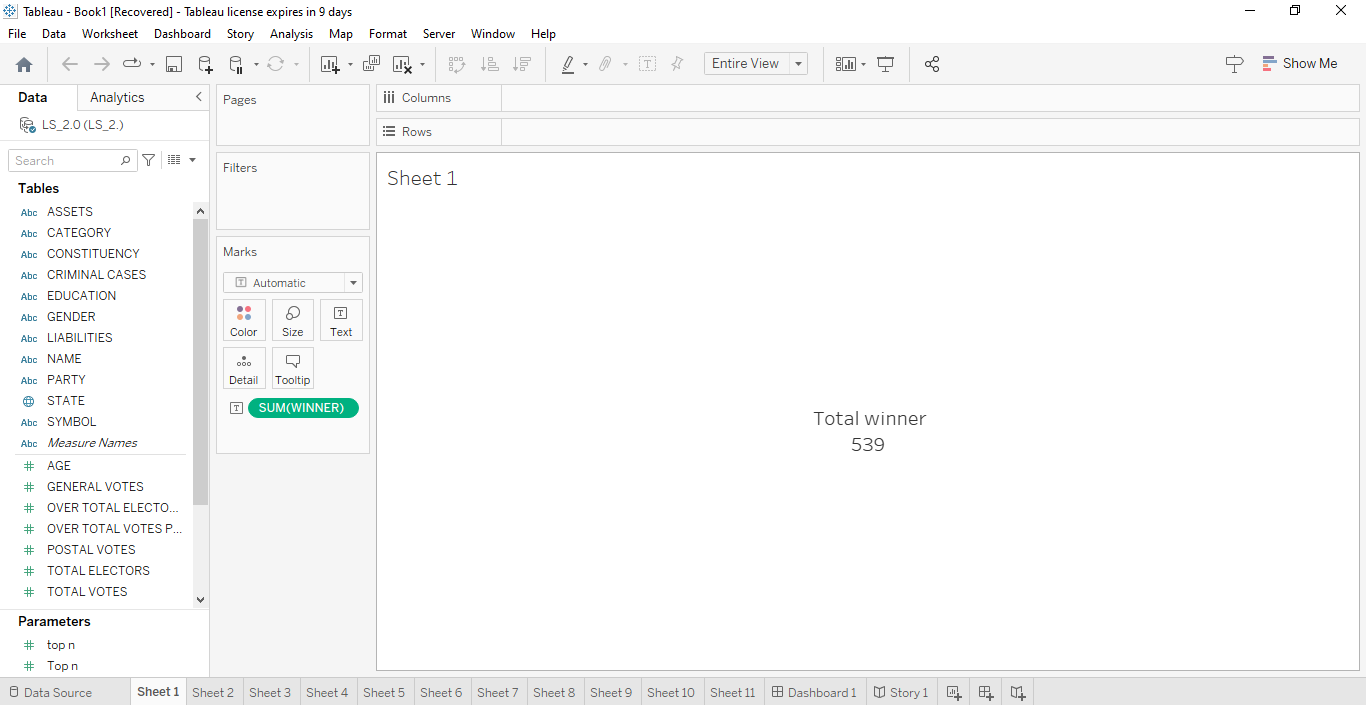 Tableau - Book1 [Recovered] - Tableau license expires in 9 days
File Data Worksheet Dashboard Story Analysis Map Format Server Window Help
Entire View
Show Me
Data Analytics
LS_2.0 (LS_2.)
Search
Tables
Abc ASSETS
Abc CATEGORY
Abc CONSTITUENCY
Abc CRIMINAL CASES
Abc EDUCATION
Abc GENDER
Abc LIABILITIES
Abc NAME
Abc PARTY
STATE
Abc SYMBOL
Abc Measure Names
# AGE
# GENERAL VOTES
# OVER TOTAL ELECTO...
# OVER TOTAL VOTES P...
# POSTAL VOTES
# TOTAL ELECTORS
# TOTAL VOTES
Parameters
# top n
# Top n
Pages
Filters
Marks
T Automatic
Color Size Text
Detail Tooltip
T SUM(WINNER)
Columns
Rows
Sheet 1
Total winner
539
Data Source Sheet 1 Sheet 2 Sheet 3 Sheet 4 Sheet 5 Sheet 6 Sheet 7 Sheet 8 Sheet 9 Sheet 10 Sheet 11 Dashboard 1 Story 1